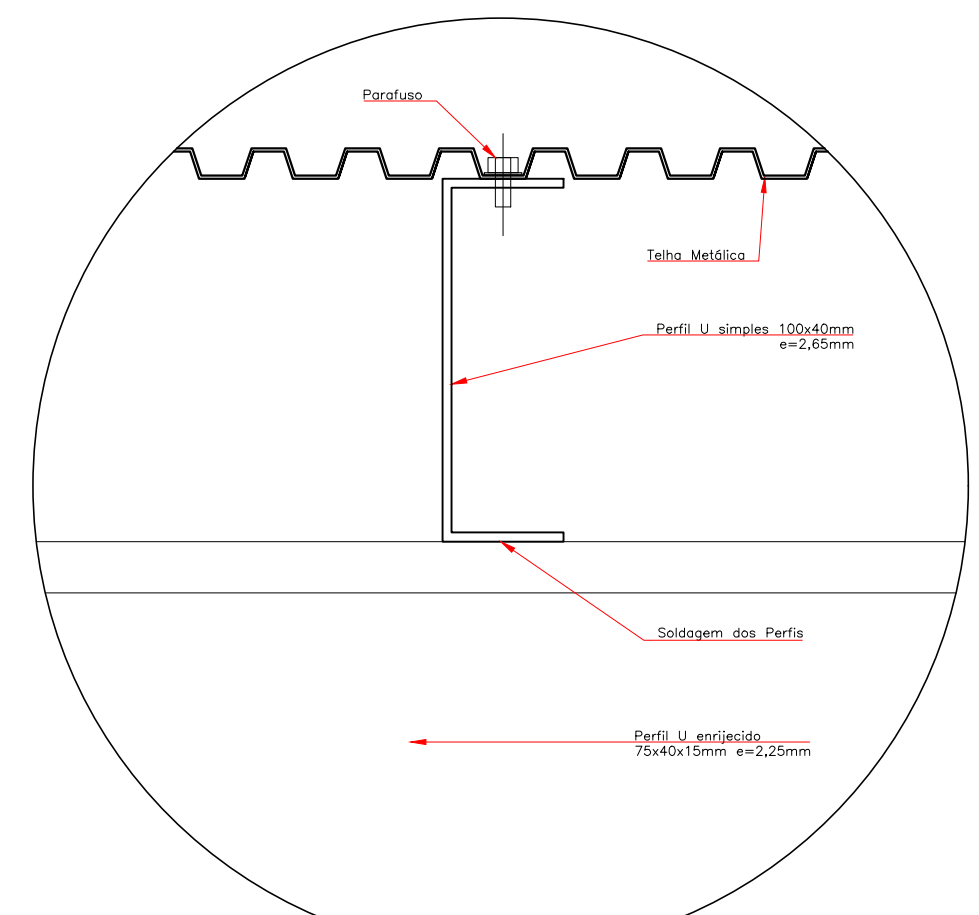 Parafuso
Telha Metálica
Perfil U simples 100x40mm
e=2,65mm
Soldagem dos Perfis
Perfil U enrijecido
75x40x15mm e=2,25mm